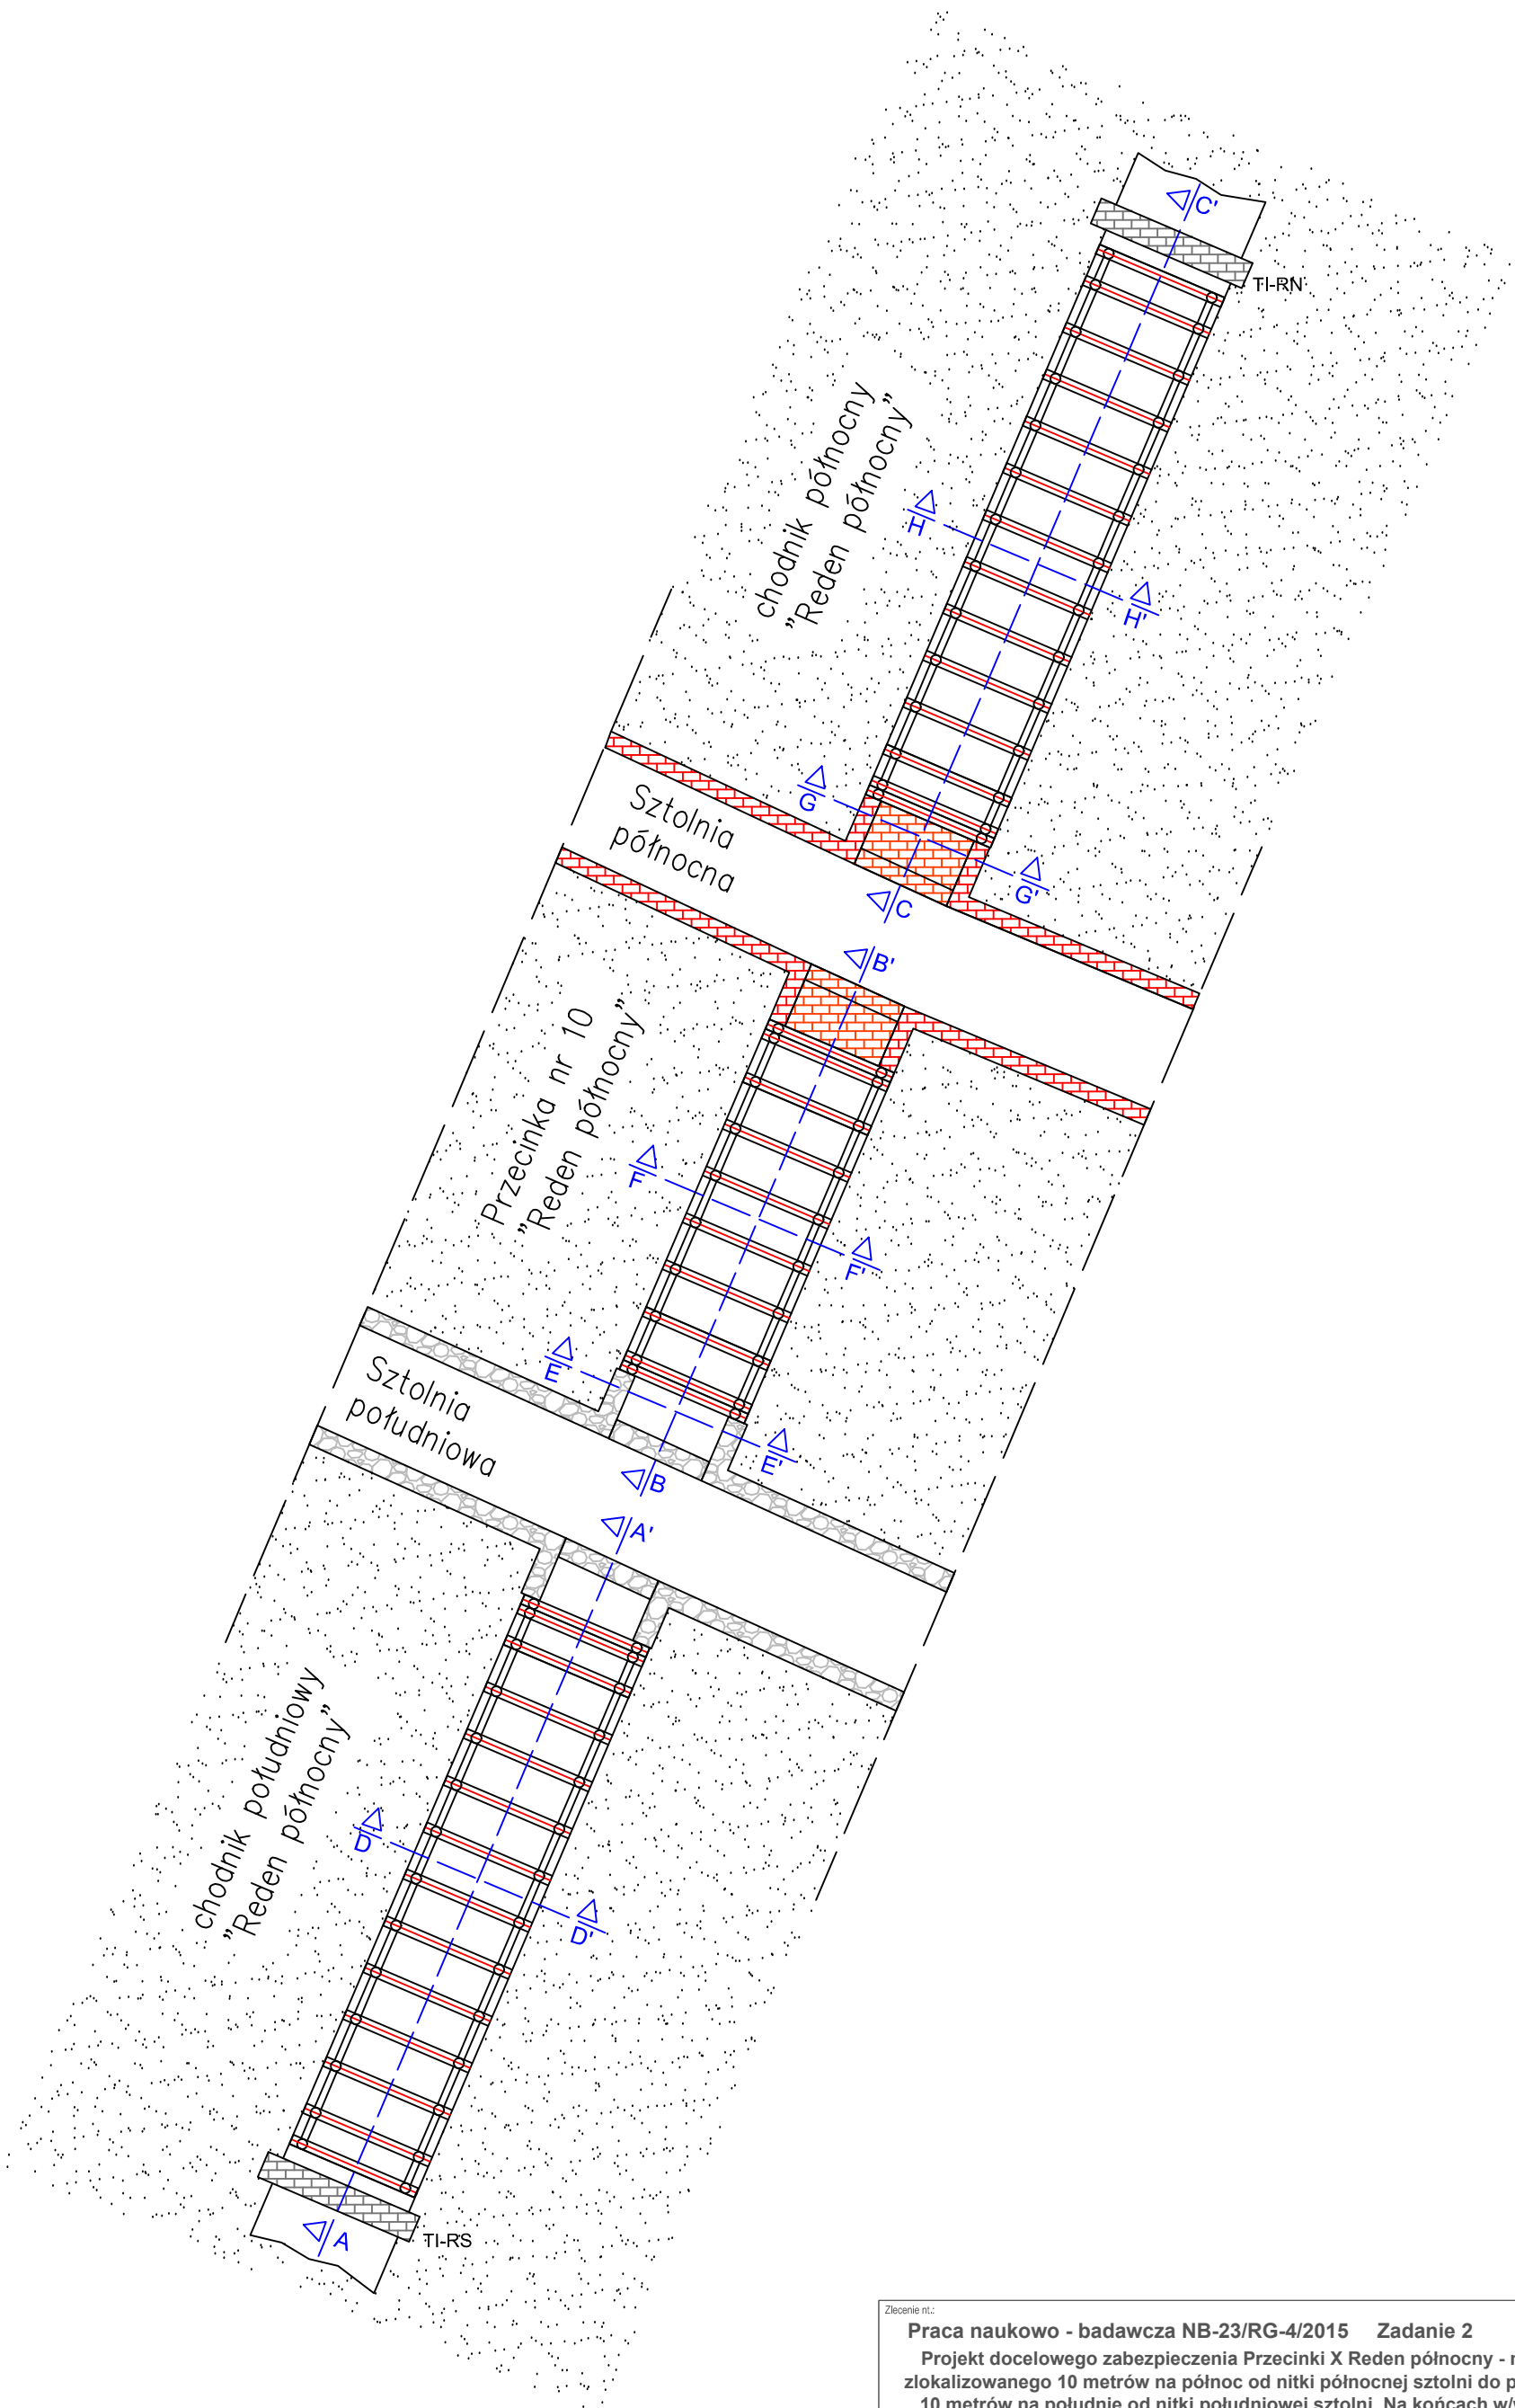 C'
TI-RN
chodnik północny
"Reden północny"
H
H'
Sztolnia
północna
G
G'
C
B'
Przecinka nr 10
"Reden północny"
F
F'
Sztolnia
południowa
E
E'
B
A'
chodnik południowy
"Reden północny"
D
D'
A
TI-RS
Zlecenie nt.:
Praca naukowo - badawcza NB-23/RG-4/2015 Zadanie 2
Projekt docelowego zabezpieczenia Przecinki X Reden północny -
zlokalizowanego 10 metrów na północ od nitki północnej sztolni do
10 metrów na południe od nitki południowej sztolni. Na końcach